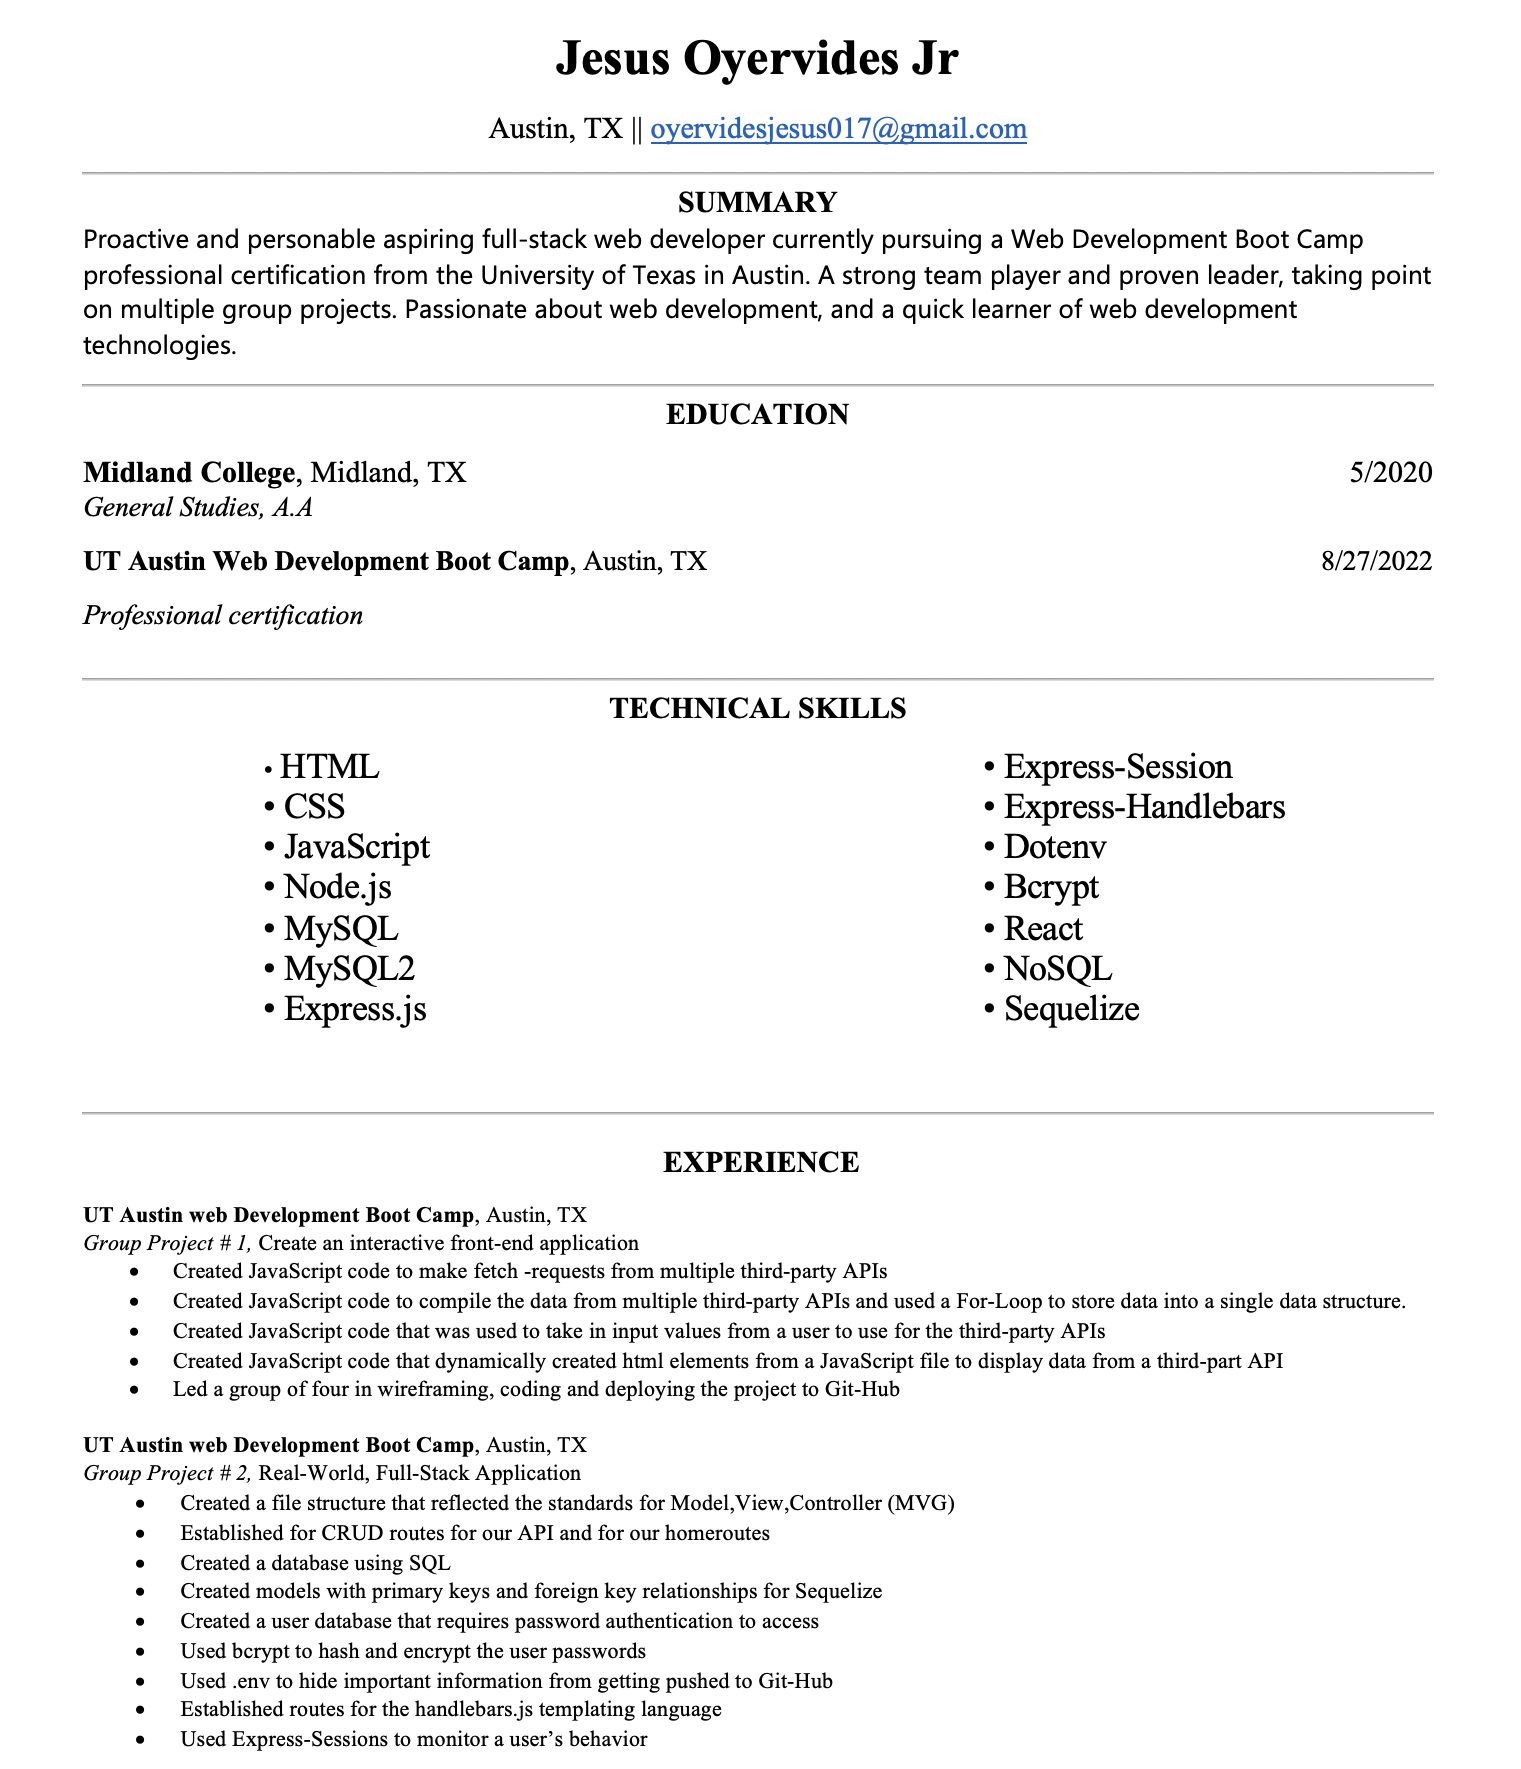 Jesus Oyervides Jr
Austin, TX || oyervidesjesus017@gmail.com
SUMMARY
Proactive and personable aspiring full-stack web developer currently pursuing a Web Development Boot Camp
professional certification from the University of Texas in Austin. A strong team player and proven leader, taking point
on multiple group projects. Passionate about web development, and a quick learner of web development
technologies.
EDUCATION
Midland College, Midland, TX 5/2020
General Studies, A.A
UT Austin Web Development Boot Camp, Austin, TX 8/27/2022
Professional certification
TECHNICAL SKILLS
• HTML
• CSS
• JavaScript
• Node.js
• MySQL
• MySQL2
• Express.js
• Express-Session
• Express-Handlebars
• Dotenv
• Bcrypt
• React
• NoSQL
• Sequelize
EXPERIENCE
UT Austin web Development Boot Camp, Austin, TX
Group Project # 1, Create an interactive front-end application
• Created JavaScript code to make fetch -requests from multiple third-party APIs
• Created JavaScript code to compile the data from multiple third-party APIs and used a For-Loop to store data into a single data structure.
• Created JavaScript code that was used to take in input values from a user to use for the third-party APIs
• Created JavaScript code that dynamically created html elements from a JavaScript file to display data from a third-part API
• Led a group of four in wireframing, coding and deploying the project to Git-Hub
UT Austin web Development Boot Camp, Austin, TX
Group Project # 2, Real-World, Full-Stack Application
• Created a file structure that reflected the standards for Model,View,Controller (MVG)
• Established for CRUD routes for our API and for our homeroutes
• Created a database using SQL
• Created models with primary keys and foreign key relationships for Sequelize
• Created a user database that requires password authentication to access
• Used bcrypt to hash and encrypt the user passwords
• Used .env to hide important information from getting pushed to Git-Hub
• Established routes for the handlebars.js templating language
• Used Express-Sessions to monitor a user’s behavior